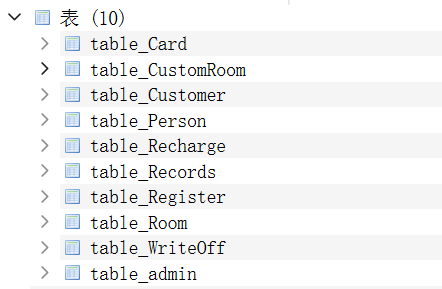 表 (10)
table_Card
table_CustomRoom
table_Customer
table_Person
table_Recharge
table_Records
table_Register
table_Room
table_WriteOff
table_admin